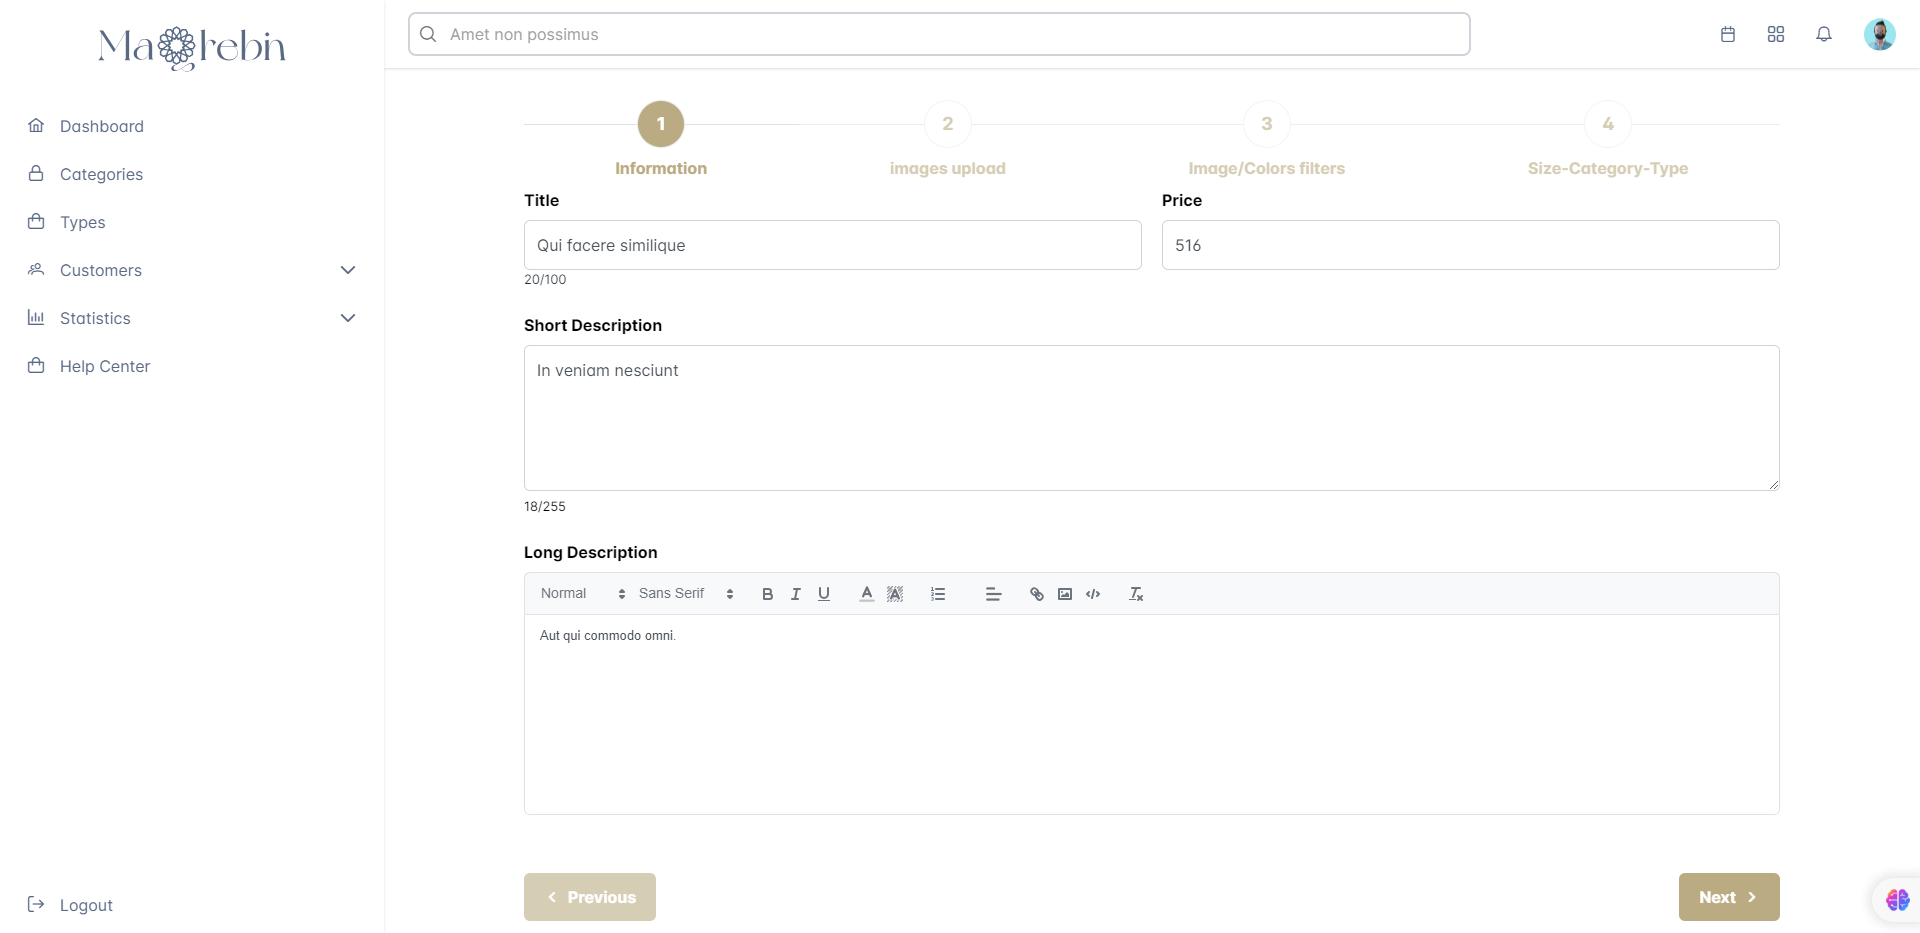 Maghrebin
Amet non possimus
Dashboard
Categories
Types
Customers
Statistics
Help Center
Logout
1
2
3
4
Information
images upload
Image/Colors filters
Size-Category-Type
Title
Price
Qui facere similique
516
20/100
Short Description
In veniam nesciunt
18/255
Long Description
Normal
Sans Serif
B I U A A
Aut qui commodo omni.
Previous
Next